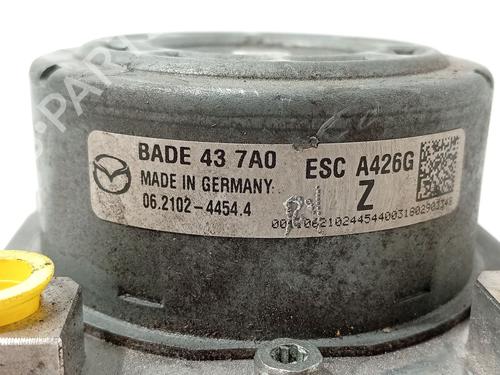 BADE 43 7A0 ESC A426G
MADE IN GERMANY Z
06.2102-4454.4